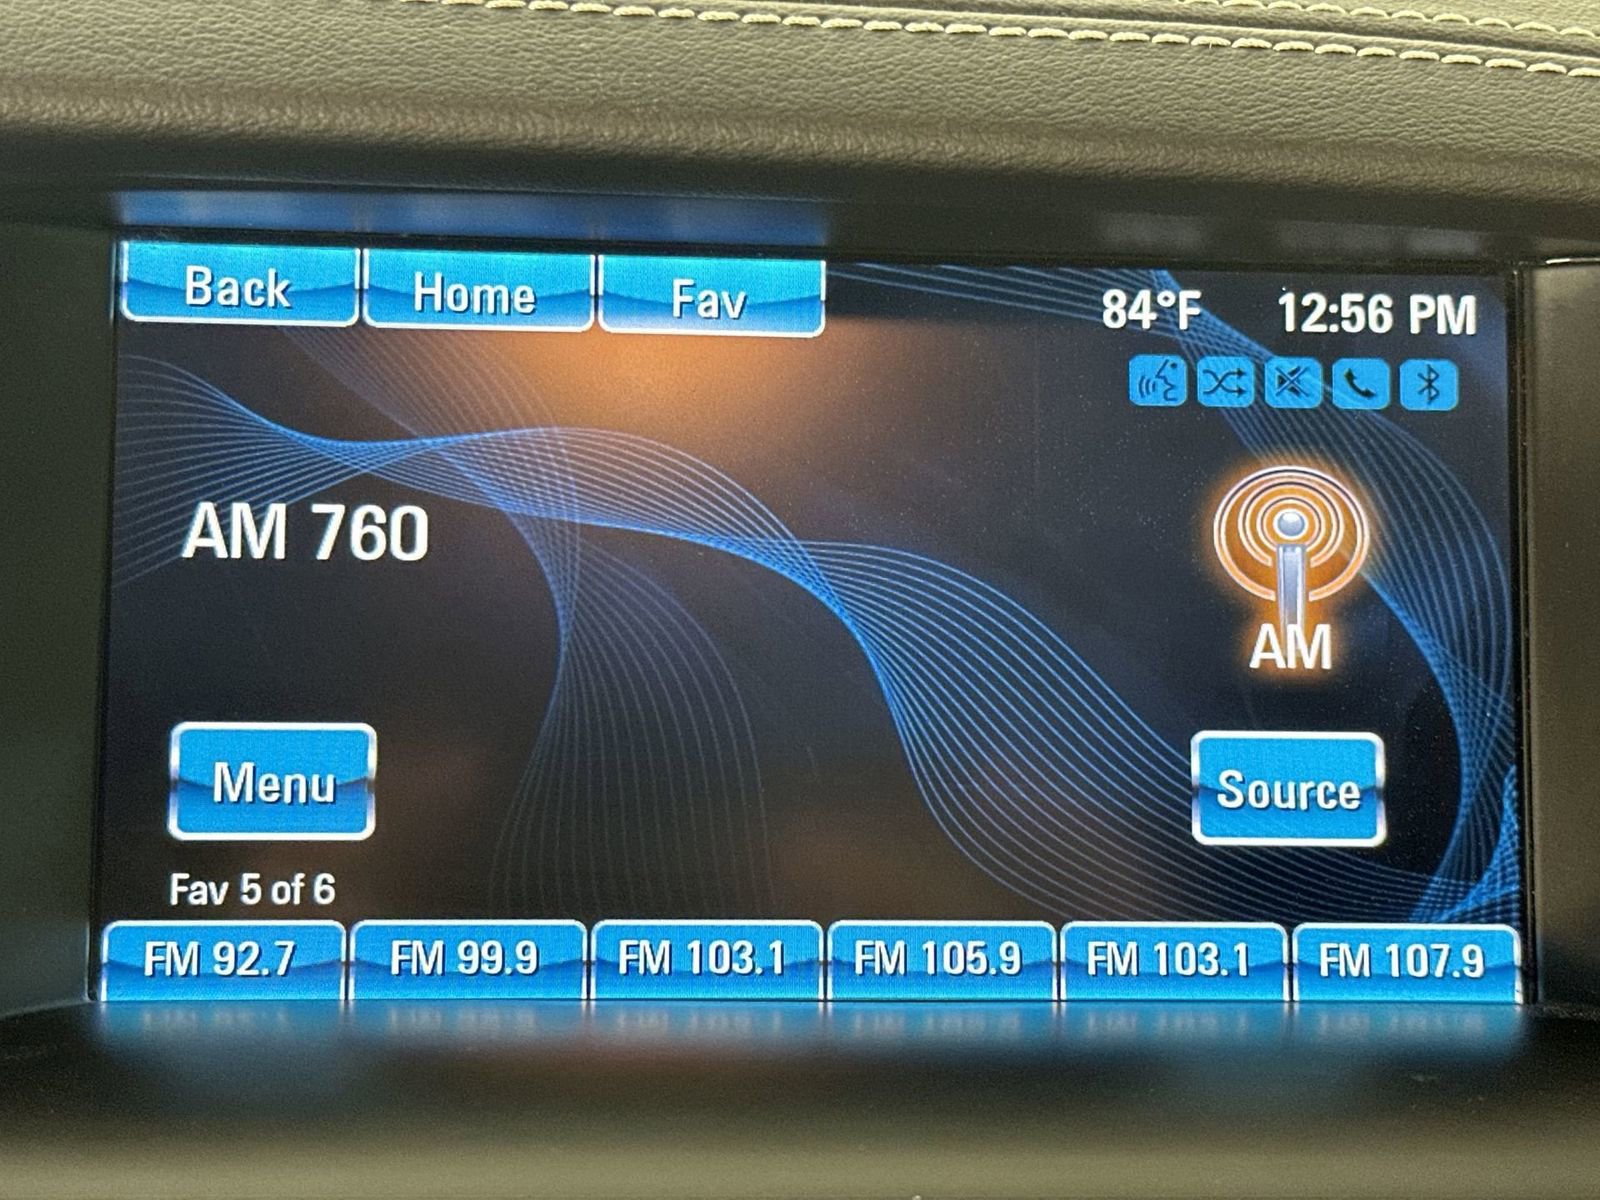 Back Home Fav
84°F 12:56 PM
AM 760
AM
Menu
Source
Fav 5 of 6
FM 92.7 FM 99.9 FM 103.1 FM 105.9 FM 103.1 FM 107.9